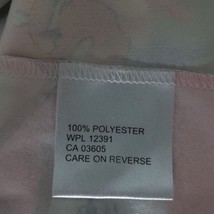 100% POLYESTER
WPL 12391
CA 03605
CARE ON REVERSE